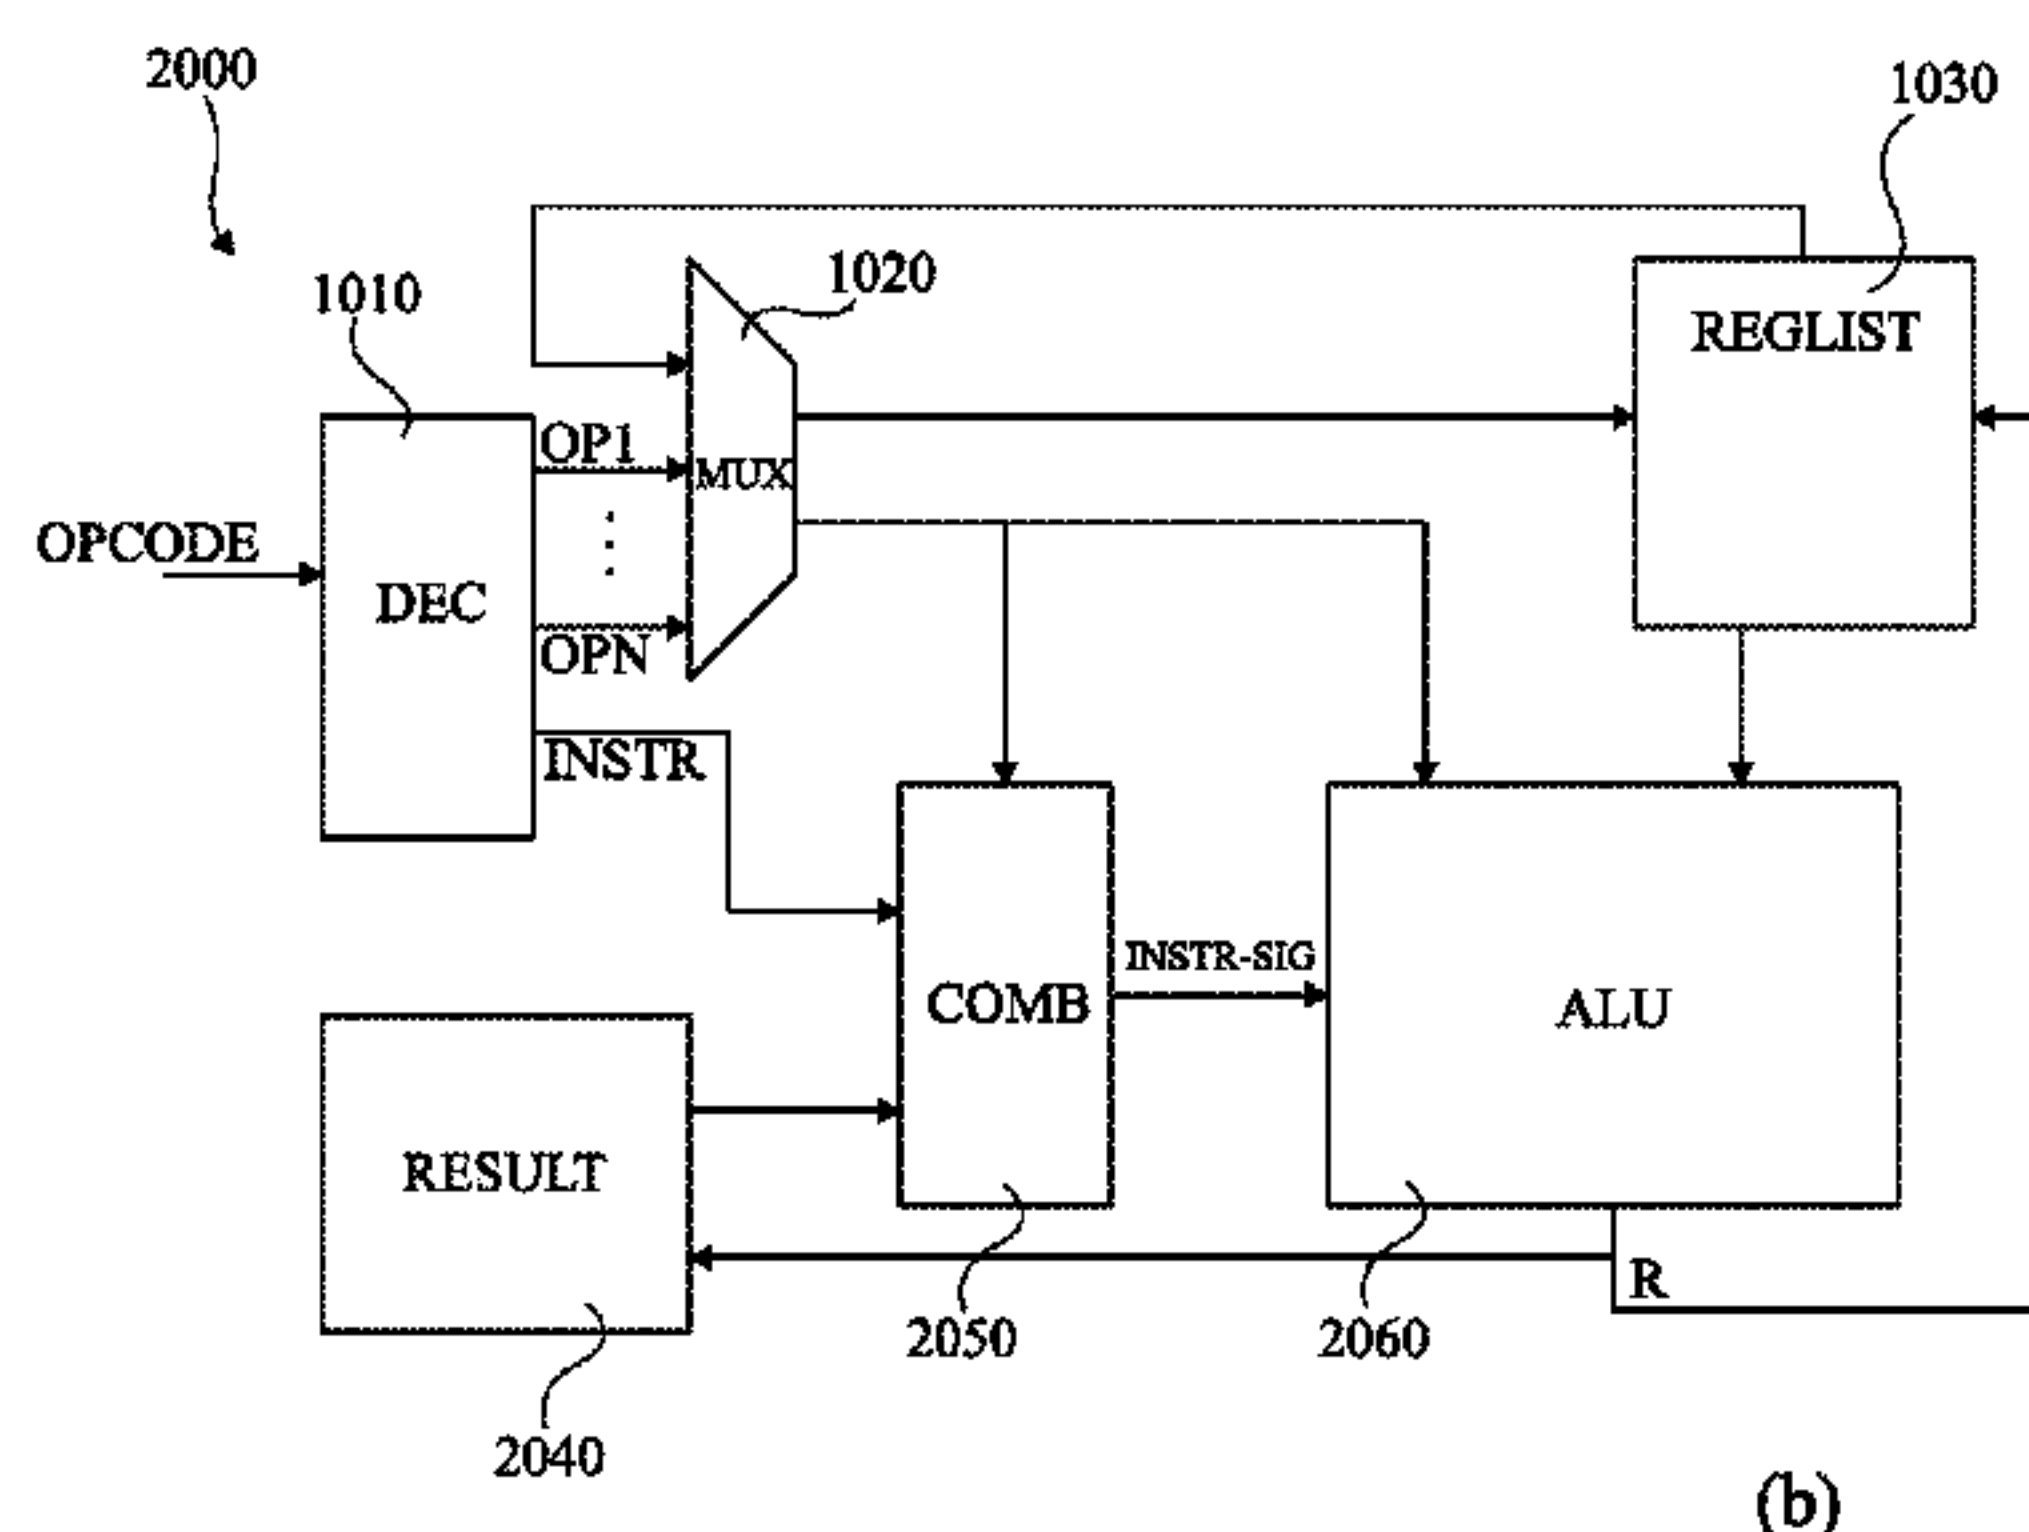 2000
1030
1020
1010
REGLIST
OP1
MUX
OPCODE
DEC
OPN
INSTR
INSTR-SIG
COMB
ALU
RESULT
R
2050
2060
2040
(b)